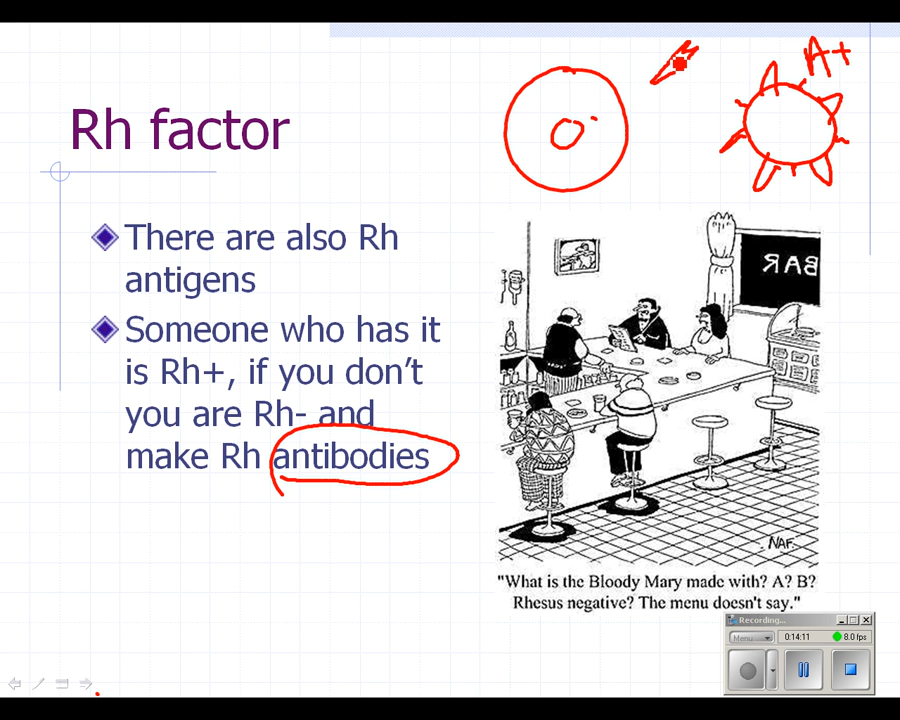 A+
Rh factor
There are also Rh
antigens
Someone who has it
is Rh+, if you don't
you are Rh- and
make Rh antibodies
BAR
NAF.
"What is the Bloody Mary made with? A? B?
Rhesus negative? The menu doesn't say."
Recording...
Menu
0:14:11
8.0 fps